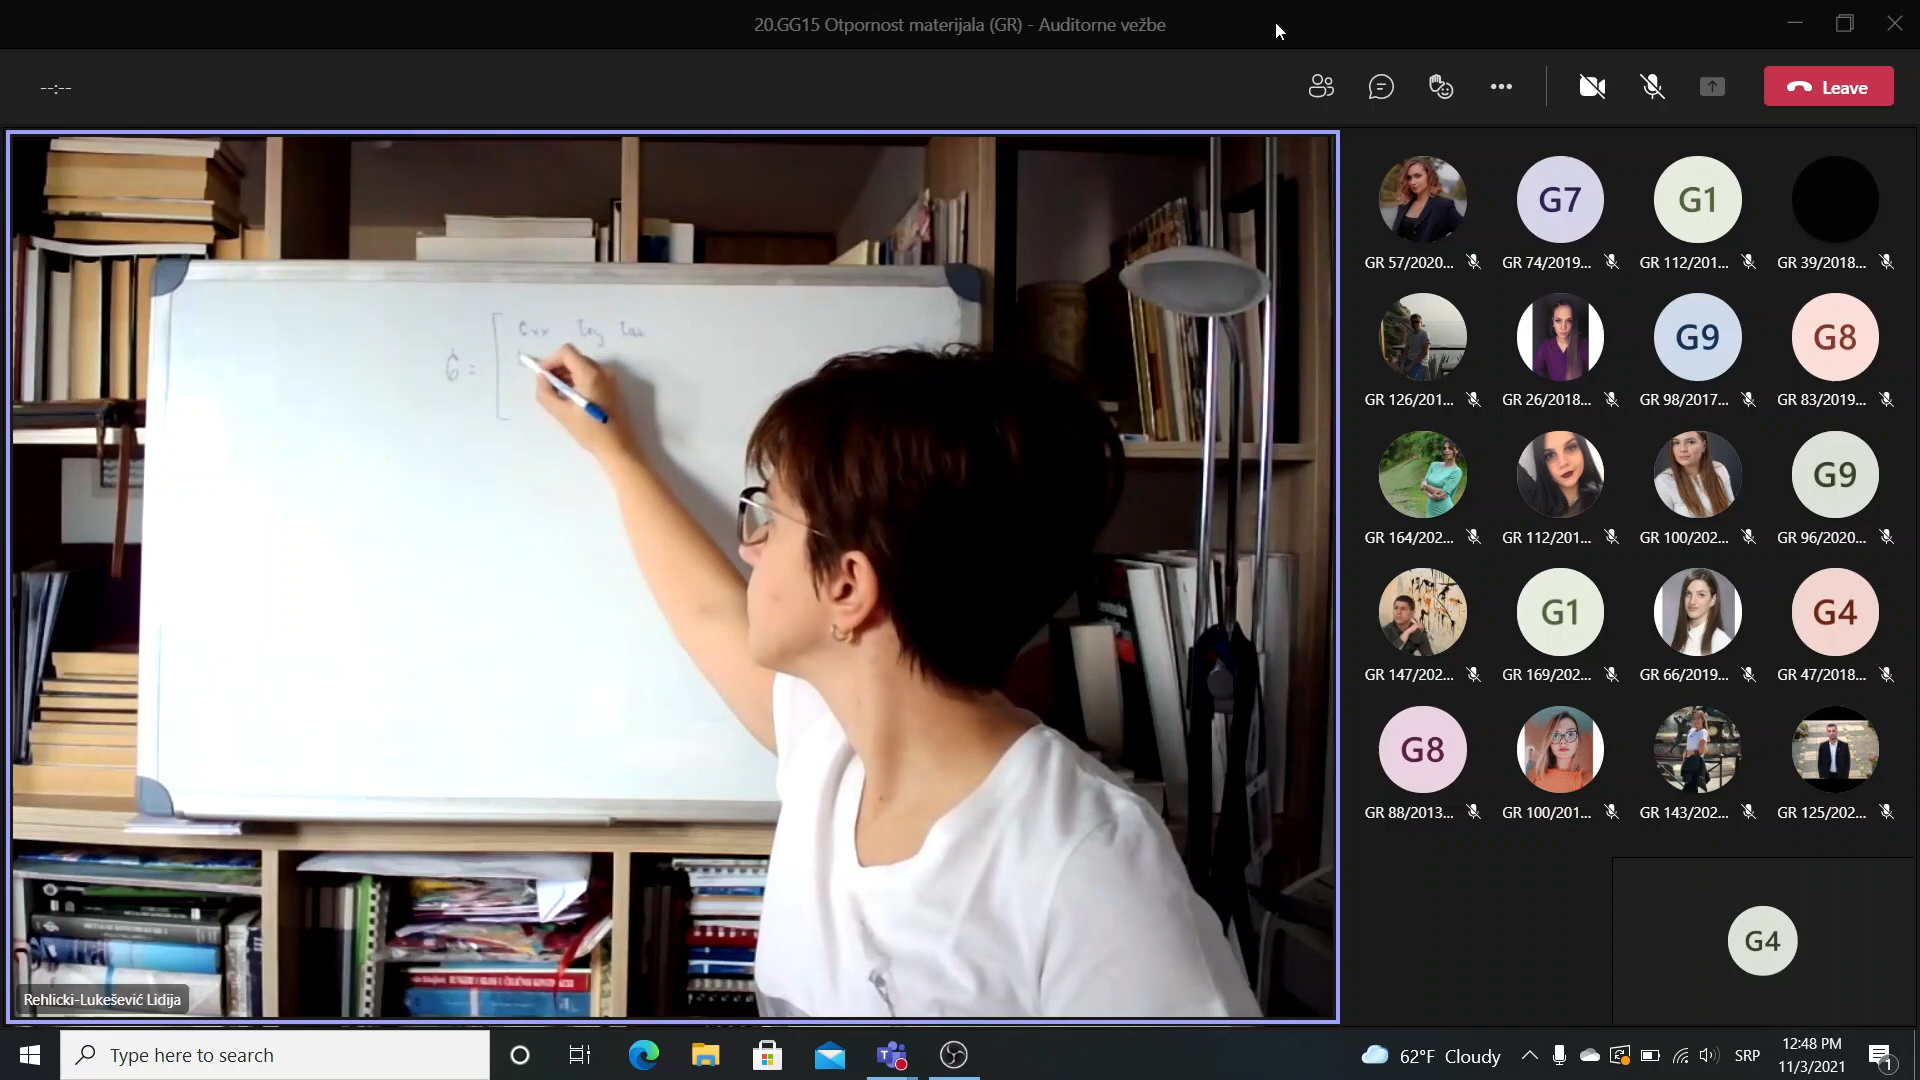 20.GG15 Otpornost materijala (GR) - Auditorne vežbe
--:--
Leave
G7
G1
GR 57/2020...
GR 74/2019...
GR 112/201...
GR 39/2018...
G9
G8
GR 126/201...
GR 26/2018...
GR 98/2017...
GR 83/2019...
G9
GR 164/202...
GR 112/201...
GR 100/202...
GR 96/2020...
G1
G4
GR 147/202...
GR 169/202...
GR 66/2019...
GR 47/2018...
G8
GR 88/2013...
GR 100/201...
GR 143/202...
GR 125/202...
G4
Rehlicki-Lukešević Lidija
Type here to search
62°F Cloudy
SRP
12:48 PM
11/3/2021
1